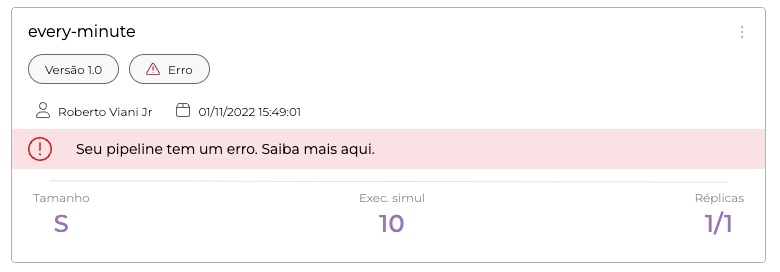 every-minute
Versão 1.0 Erro
Roberto Viani Jr 01/11/2022 15:49:01
Seu pipeline tem um erro. Saiba mais aqui.
Tamanho Exec. simul Réplicas
S 10 1/1